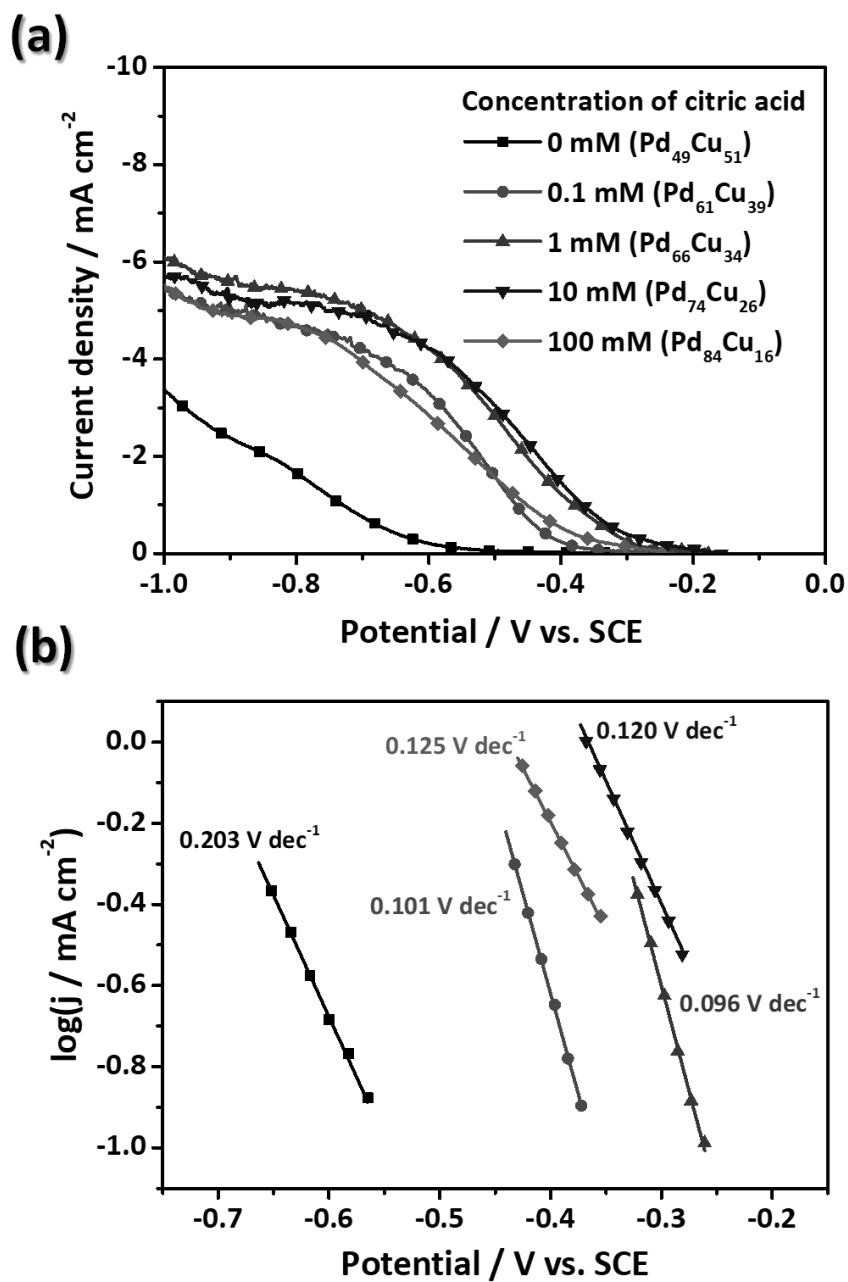 (a)
-10
-8
-6
-4
-2
0
Current density / mA cm⁻²
Concentration of citric acid
0 mM (Pd₄₉Cu₅₁)
0.1 mM (Pd₆₁Cu₃₉)
1 mM (Pd₆₆Cu₃₄)
10 mM (Pd₇₄Cu₂₆)
100 mM (Pd₈₄Cu₁₆)
-1.0 -0.8 -0.6 -0.4 -0.2 0.0
Potential / V vs. SCE
(b)
0.0
-0.2
-0.4
-0.6
-0.8
-1.0
log(j / mA cm⁻²)
0.203 V dec⁻¹
0.125 V dec⁻¹
0.120 V dec⁻¹
0.101 V dec⁻¹
0.096 V dec⁻¹
-0.7 -0.6 -0.5 -0.4 -0.3 -0.2
Potential / V vs. SCE